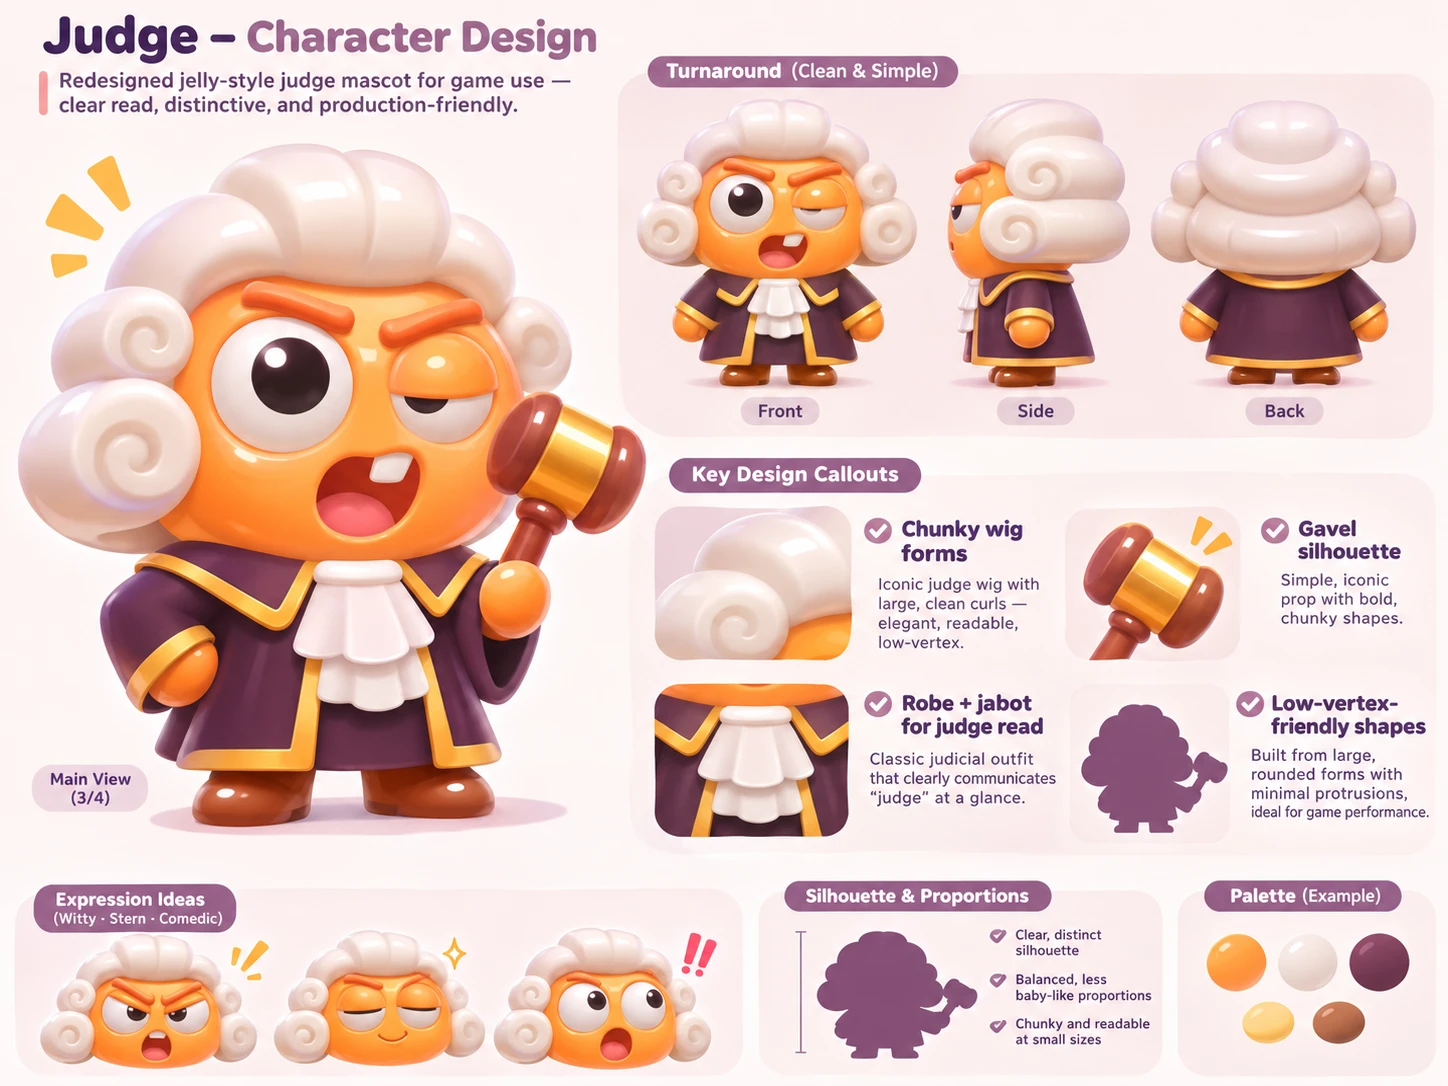 Judge – Character Design
Redesigned jelly-style judge mascot for game use —
clear read, distinctive, and production-friendly.
Main View
(3/4)
Turnaround (Clean & Simple)
Front
Side
Back
Key Design Callouts
Chunky wig
forms
Iconic judge wig with
large, clean curls —
elegant, readable,
low-vertex.
Gavel
silhouette
Simple, iconic
prop with bold,
chunky shapes.
Robe + jabot
for judge read
Classic judicial outfit
that clearly communicates
“judge” at a glance.
Low-vertex-
friendly shapes
Built from large,
rounded forms with
minimal protrusions,
ideal for game performance.
Expression Ideas
(Witty · Stern · Comedic)
!!
Silhouette & Proportions
Clear, distinct
silhouette
Balanced, less
baby-like proportions
Chunky and readable
at small sizes
Palette (Example)